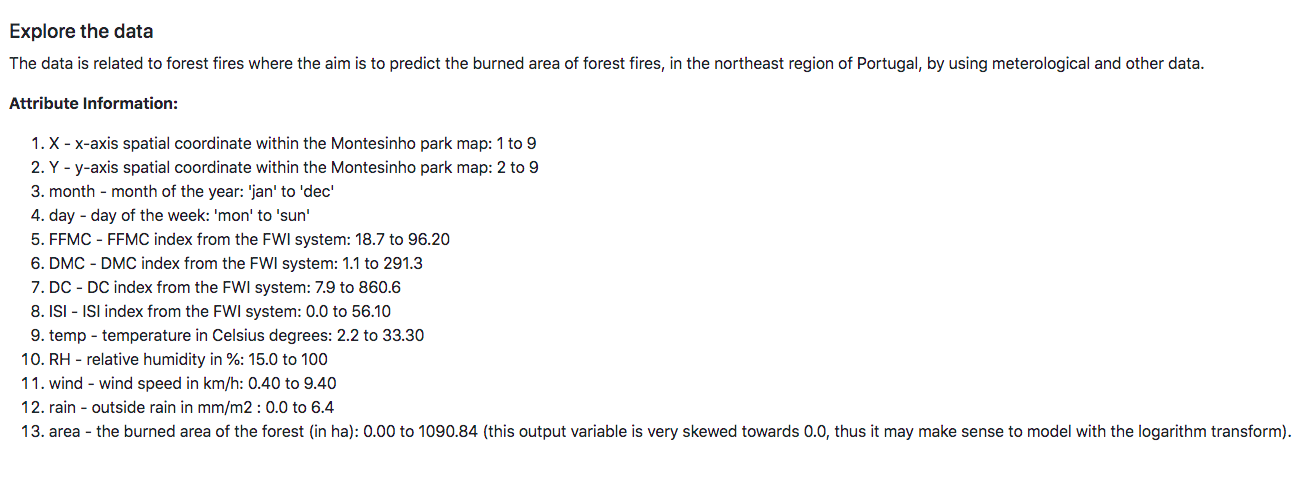 Explore the data
The data is related to forest fires where the aim is to predict the burned area of forest fires, in the northeast region of Portugal, by using meterological and other data.
Attribute Information:
1. X - x-axis spatial coordinate within the Montesinho park map: 1 to 9
2. Y - y-axis spatial coordinate within the Montesinho park map: 2 to 9
3. month - month of the year: 'jan' to 'dec'
4. day - day of the week: 'mon' to 'sun'
5. FFMC - FFMC index from the FWI system: 18.7 to 96.20
6. DMC - DMC index from the FWI system: 1.1 to 291.3
7. DC - DC index from the FWI system: 7.9 to 860.6
8. ISI - ISI index from the FWI system: 0.0 to 56.10
9. temp - temperature in Celsius degrees: 2.2 to 33.30
10. RH - relative humidity in %: 15.0 to 100
11. wind - wind speed in km/h: 0.40 to 9.40
12. rain - outside rain in mm/m2 : 0.0 to 6.4
13. area - the burned area of the forest (in ha): 0.00 to 1090.84 (this output variable is very skewed towards 0.0, thus it may make sense to model with the logarithm transform).